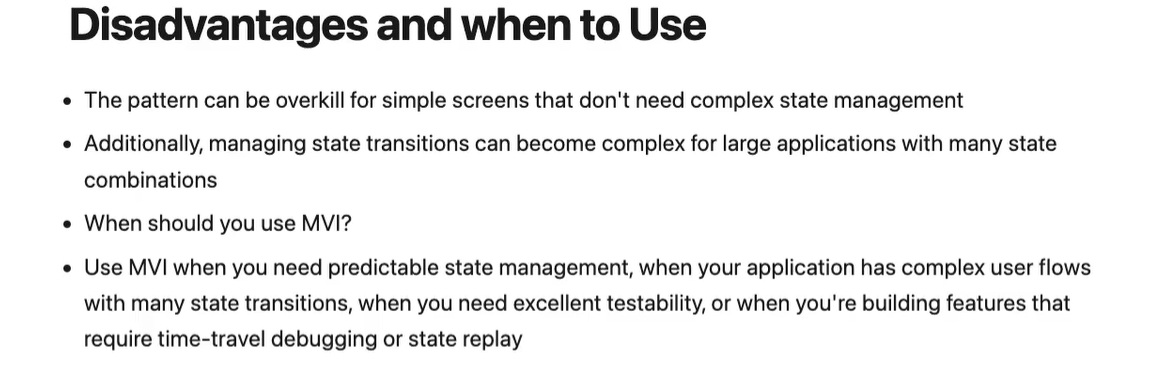 Disadvantages and when to Use
• The pattern can be overkill for simple screens that don't need complex state management
• Additionally, managing state transitions can become complex for large applications with many state
combinations
• When should you use MVI?
• Use MVI when you need predictable state management, when your application has complex user flows
with many state transitions, when you need excellent testability, or when you're building features that
require time-travel debugging or state replay